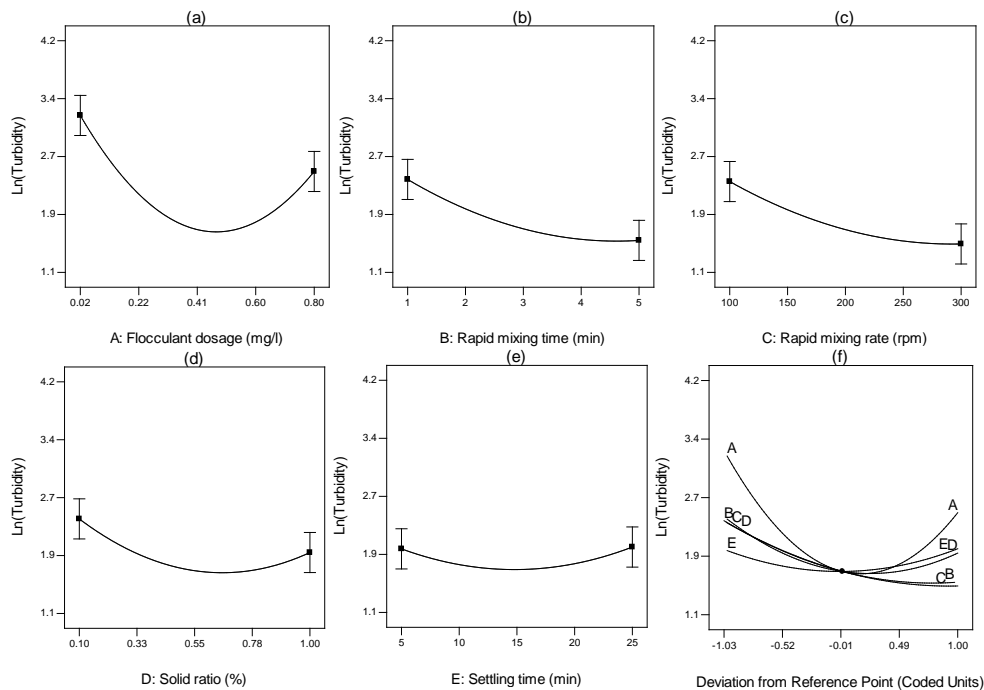 (a)
4.2
3.4
2.7
1.9
1.1
Ln(Turbidity)
0.02 0.22 0.41 0.60 0.80
A: Flocculant dosage (mg/l)
(b)
4.2
3.4
2.7
1.9
1.1
Ln(Turbidity)
1 2 3 4 5
B: Rapid mixing time (min)
(c)
4.2
3.4
2.7
1.9
1.1
Ln(Turbidity)
100 150 200 250 300
C: Rapid mixing rate (rpm)
(d)
4.2
3.4
2.7
1.9
1.1
Ln(Turbidity)
0.10 0.33 0.55 0.78 1.00
D: Solid ratio (%)
(e)
4.2
3.4
2.7
1.9
1.1
Ln(Turbidity)
5 10 15 20 25
E: Settling time (min)
(f)
4.2
3.4
2.7
1.9
1.1
Ln(Turbidity)
A
A
B C D
E D
E
C B
-1.03 -0.52 -0.01 0.49 1.00
Deviation from Reference Point (Coded Units)